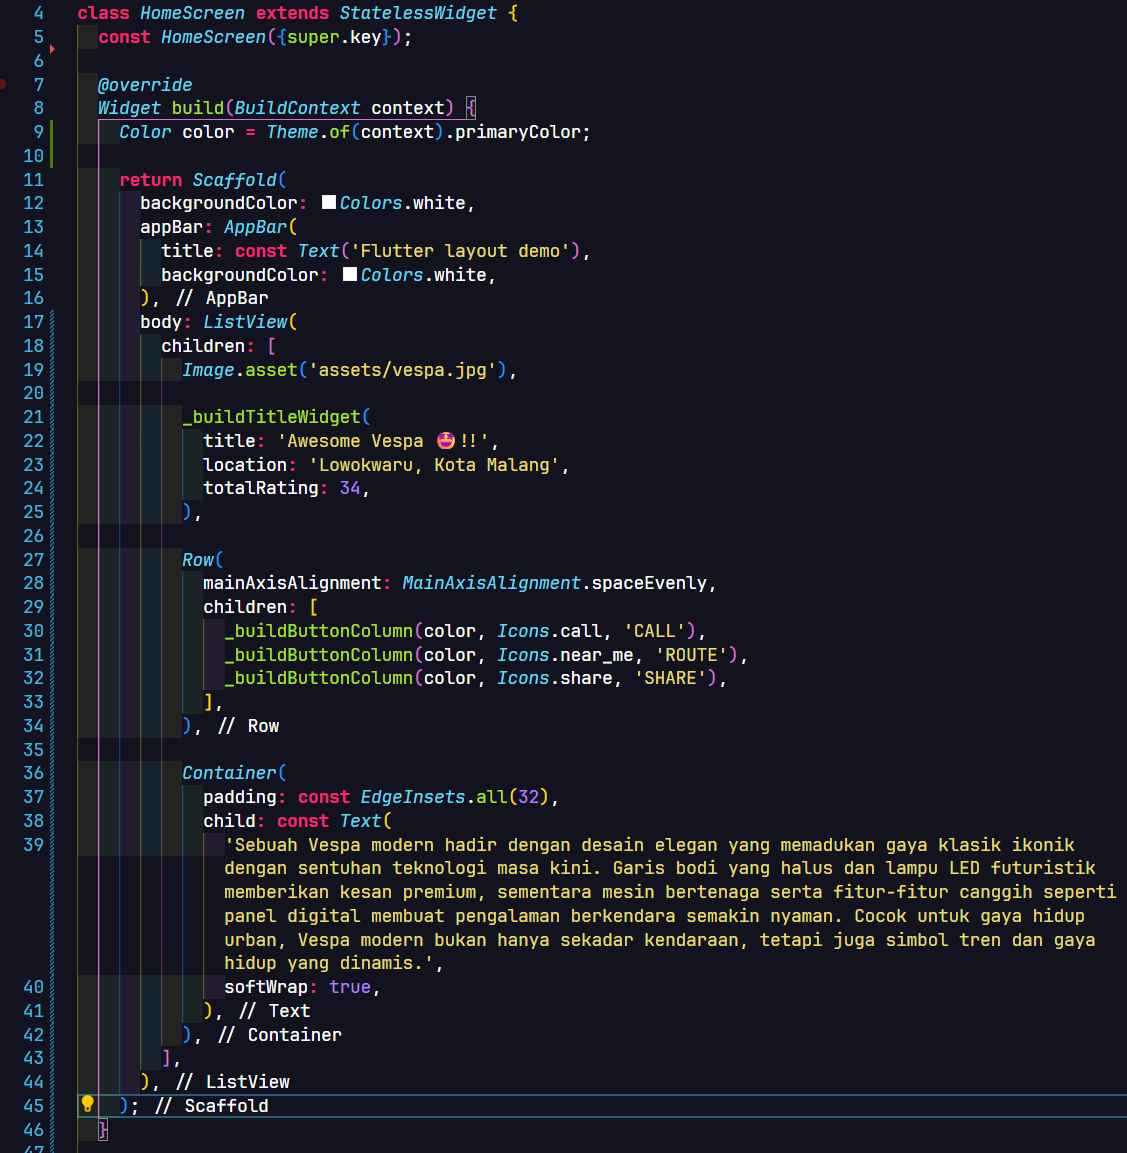 4 class HomeScreen extends StatelessWidget {
5 const HomeScreen({super.key});
6
7 @override
8 Widget build(BuildContext context) {
9 Color color = Theme.of(context).primaryColor;
10
11 return Scaffold(
12 backgroundColor: Colors.white,
13 appBar: AppBar(
14 title: const Text('Flutter layout demo'),
15 backgroundColor: Colors.white,
16 ), // AppBar
17 body: ListView(
18 children: [
19 Image.asset('assets/vespa.jpg'),
20
21 _buildTitleWidget(
22 title: 'Awesome Vespa 🤩!!',
23 location: 'Lowokwaru, Kota Malang',
24 totalRating: 34,
25 ),
26
27 Row(
28 mainAxisAlignment: MainAxisAlignment.spaceEvenly,
29 children: [
30 _buildButtonColumn(color, Icons.call, 'CALL'),
31 _buildButtonColumn(color, Icons.near_me, 'ROUTE'),
32 _buildButtonColumn(color, Icons.share, 'SHARE'),
33 ],
34 ), // Row
35
36 Container(
37 padding: const EdgeInsets.all(32),
38 child: const Text(
39 'Sebuah Vespa modern hadir dengan desain elegan yang memadukan gaya klasik ikonik
dengan sentuhan teknologi masa kini. Garis bodi yang halus dan lampu LED futuristik
memberikan kesan premium, sementara mesin bertenaga serta fitur-fitur canggih seperti
panel digital membuat pengalaman berkendara semakin nyaman. Cocok untuk gaya hidup
urban, Vespa modern bukan hanya sekadar kendaraan, tetapi juga simbol tren dan gaya
hidup yang dinamis.',
40 softWrap: true,
41 ), // Text
42 ), // Container
43 ],
44 ), // ListView
45 ); // Scaffold
46 }
47